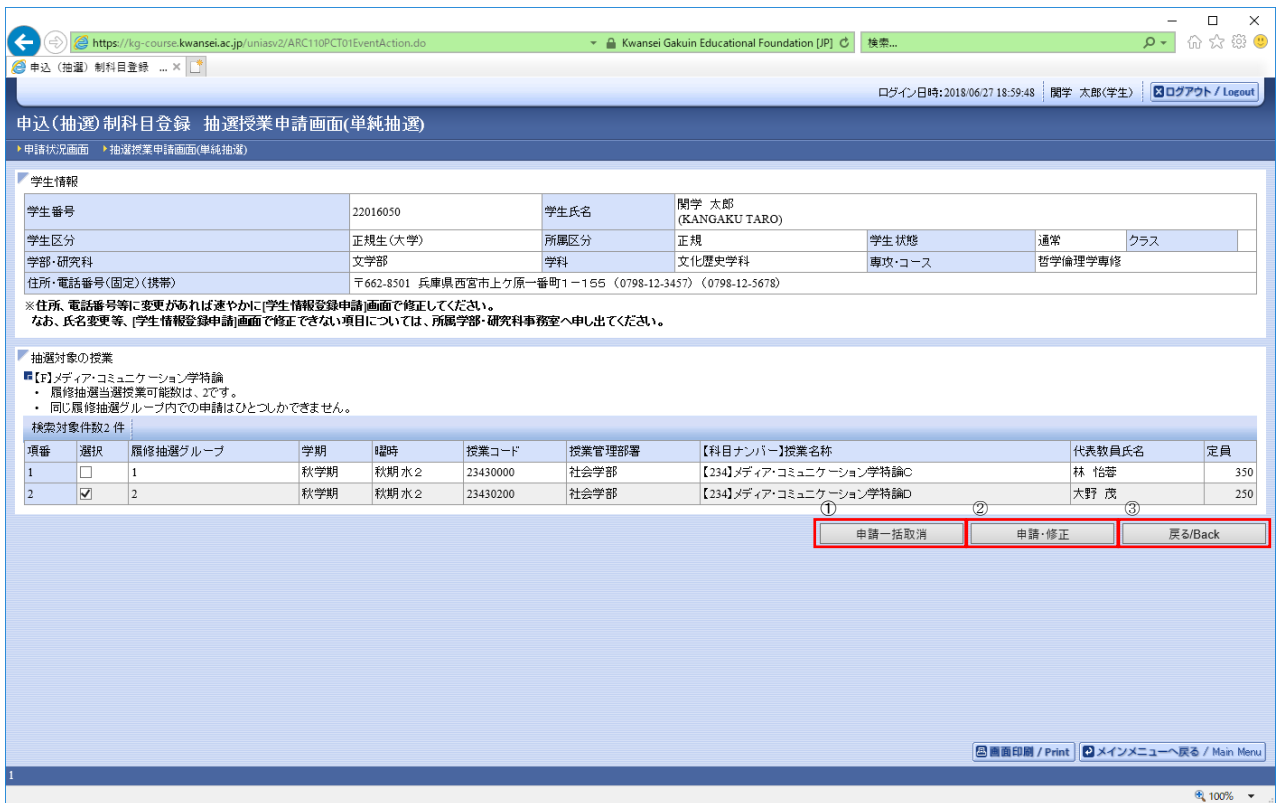 https://kg-course.kwansei.ac.jp/uniasv2/ARC110PCT01EventAction.do Kwansei Gakuin Educational Foundation [JP] 検索...
申込（抽選）制科目登録 ...
ログイン日時:2018/06/27 18:59:48 関学 太郎(学生) ログアウト / Logout
申込(抽選)制科目登録 抽選授業申請画面(単純抽選)
申請状況画面 抽選授業申請画面(単純抽選)
学生情報
学生番号 22016050 学生氏名 関学 太郎
(KANGAKU TARO)
学生区分 正規生(大学) 所属区分 正規 学生状態 通常 クラス
学部・研究科 文学部 学科 文化歴史学科 専攻・コース 哲学倫理学専修
住所・電話番号(固定)(携帯) 〒662-8501 兵庫県西宮市上ケ原一番町1－155 (0798-12-3457) (0798-12-5678)
※住所、電話番号等に変更があれば速やかに[学生情報登録申請]画面で修正してください。
なお、氏名変更等、[学生情報登録申請]画面で修正できない項目については、所属学部・研究科事務室へ申し出てください。
抽選対象の授業
【F】メディア・コミュニケーション学特論
・ 履修抽選当選授業可能数は、2です。
・ 同じ履修抽選グループ内での申請はひとつしかできません。
検索対象件数2 件
項番 選択 履修抽選グループ 学期 曜時 授業コード 授業管理部署 【科目ナンバー】授業名称 代表教員氏名 定員
1 1 秋学期 秋期水２ 23430000 社会学部 【234】メディア・コミュニケーション学特論C 林 怡蓉 350
2 2 秋学期 秋期水２ 23430200 社会学部 【234】メディア・コミュニケーション学特論D 大野 茂 250
① ② ③
申請一括取消 申請・修正 戻る/Back
画面印刷 / Print メインメニューへ戻る / Main Menu
1
100%